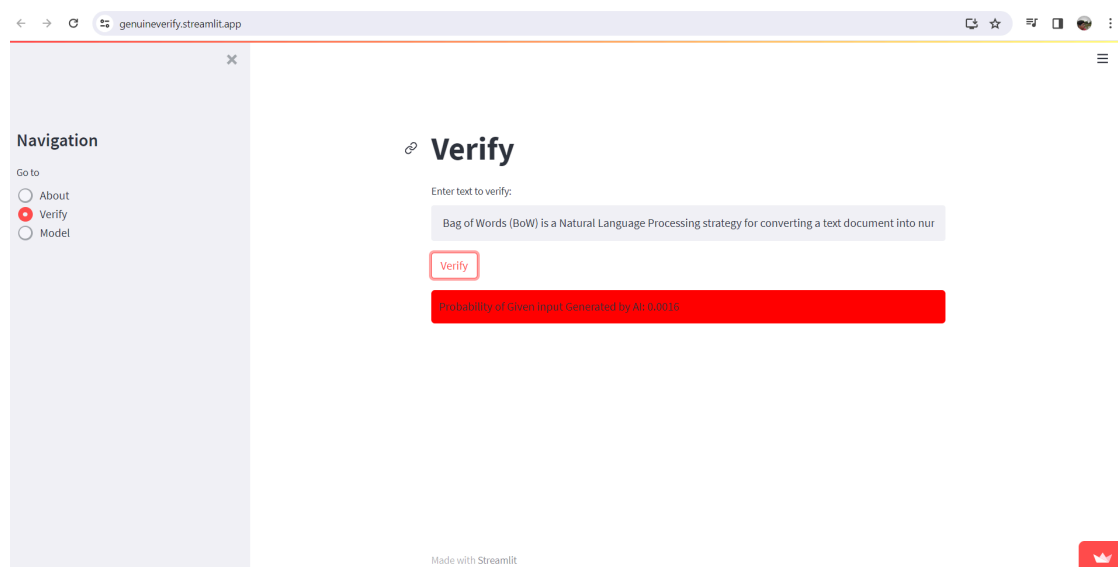 genuineverify.streamlit.app
Navigation
Go to
About
Verify
Model
Verify
Enter text to verify:
Bag of Words (BoW) is a Natural Language Processing strategy for converting a text document into nur
Verify
Probability of Given input Generated by AI: 0.0016
Made with Streamlit